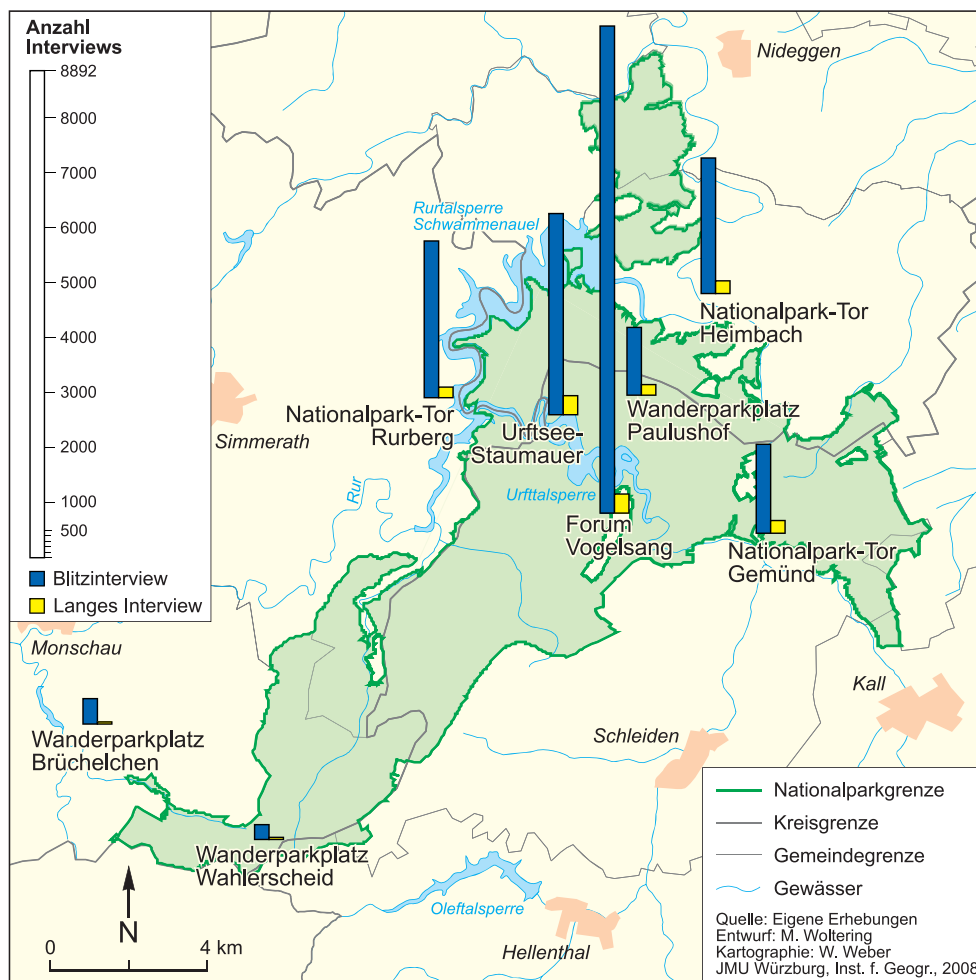 Anzahl
Interviews
8892
8000
7000
6000
5000
4000
3000
2000
1000
500
Blitzinterview
Langes Interview
Nideggen
Rurtalsperre
Schwammenauel
Nationalpark-Tor
Heimbach
Nationalpark-Tor
Rurberg
Urftsee-
Staumauer
Wanderparkplatz
Paulushof
Simmerath
Rur
Urfttalsperre
Forum
Vogelsang
Nationalpark-Tor
Gemünd
Monschau
Kall
Wanderparkplatz
Brüchelchen
Schleiden
Wanderparkplatz
Wahlerscheid
Oleftalsperre
Hellenthal
N
0 4 km
Nationalparkgrenze
Kreisgrenze
Gemeindegrenze
Gewässer
Quelle: Eigene Erhebungen
Entwurf: M. Woltering
Kartographie: W. Weber
JMU Würzburg, Inst. f. Geogr., 2008